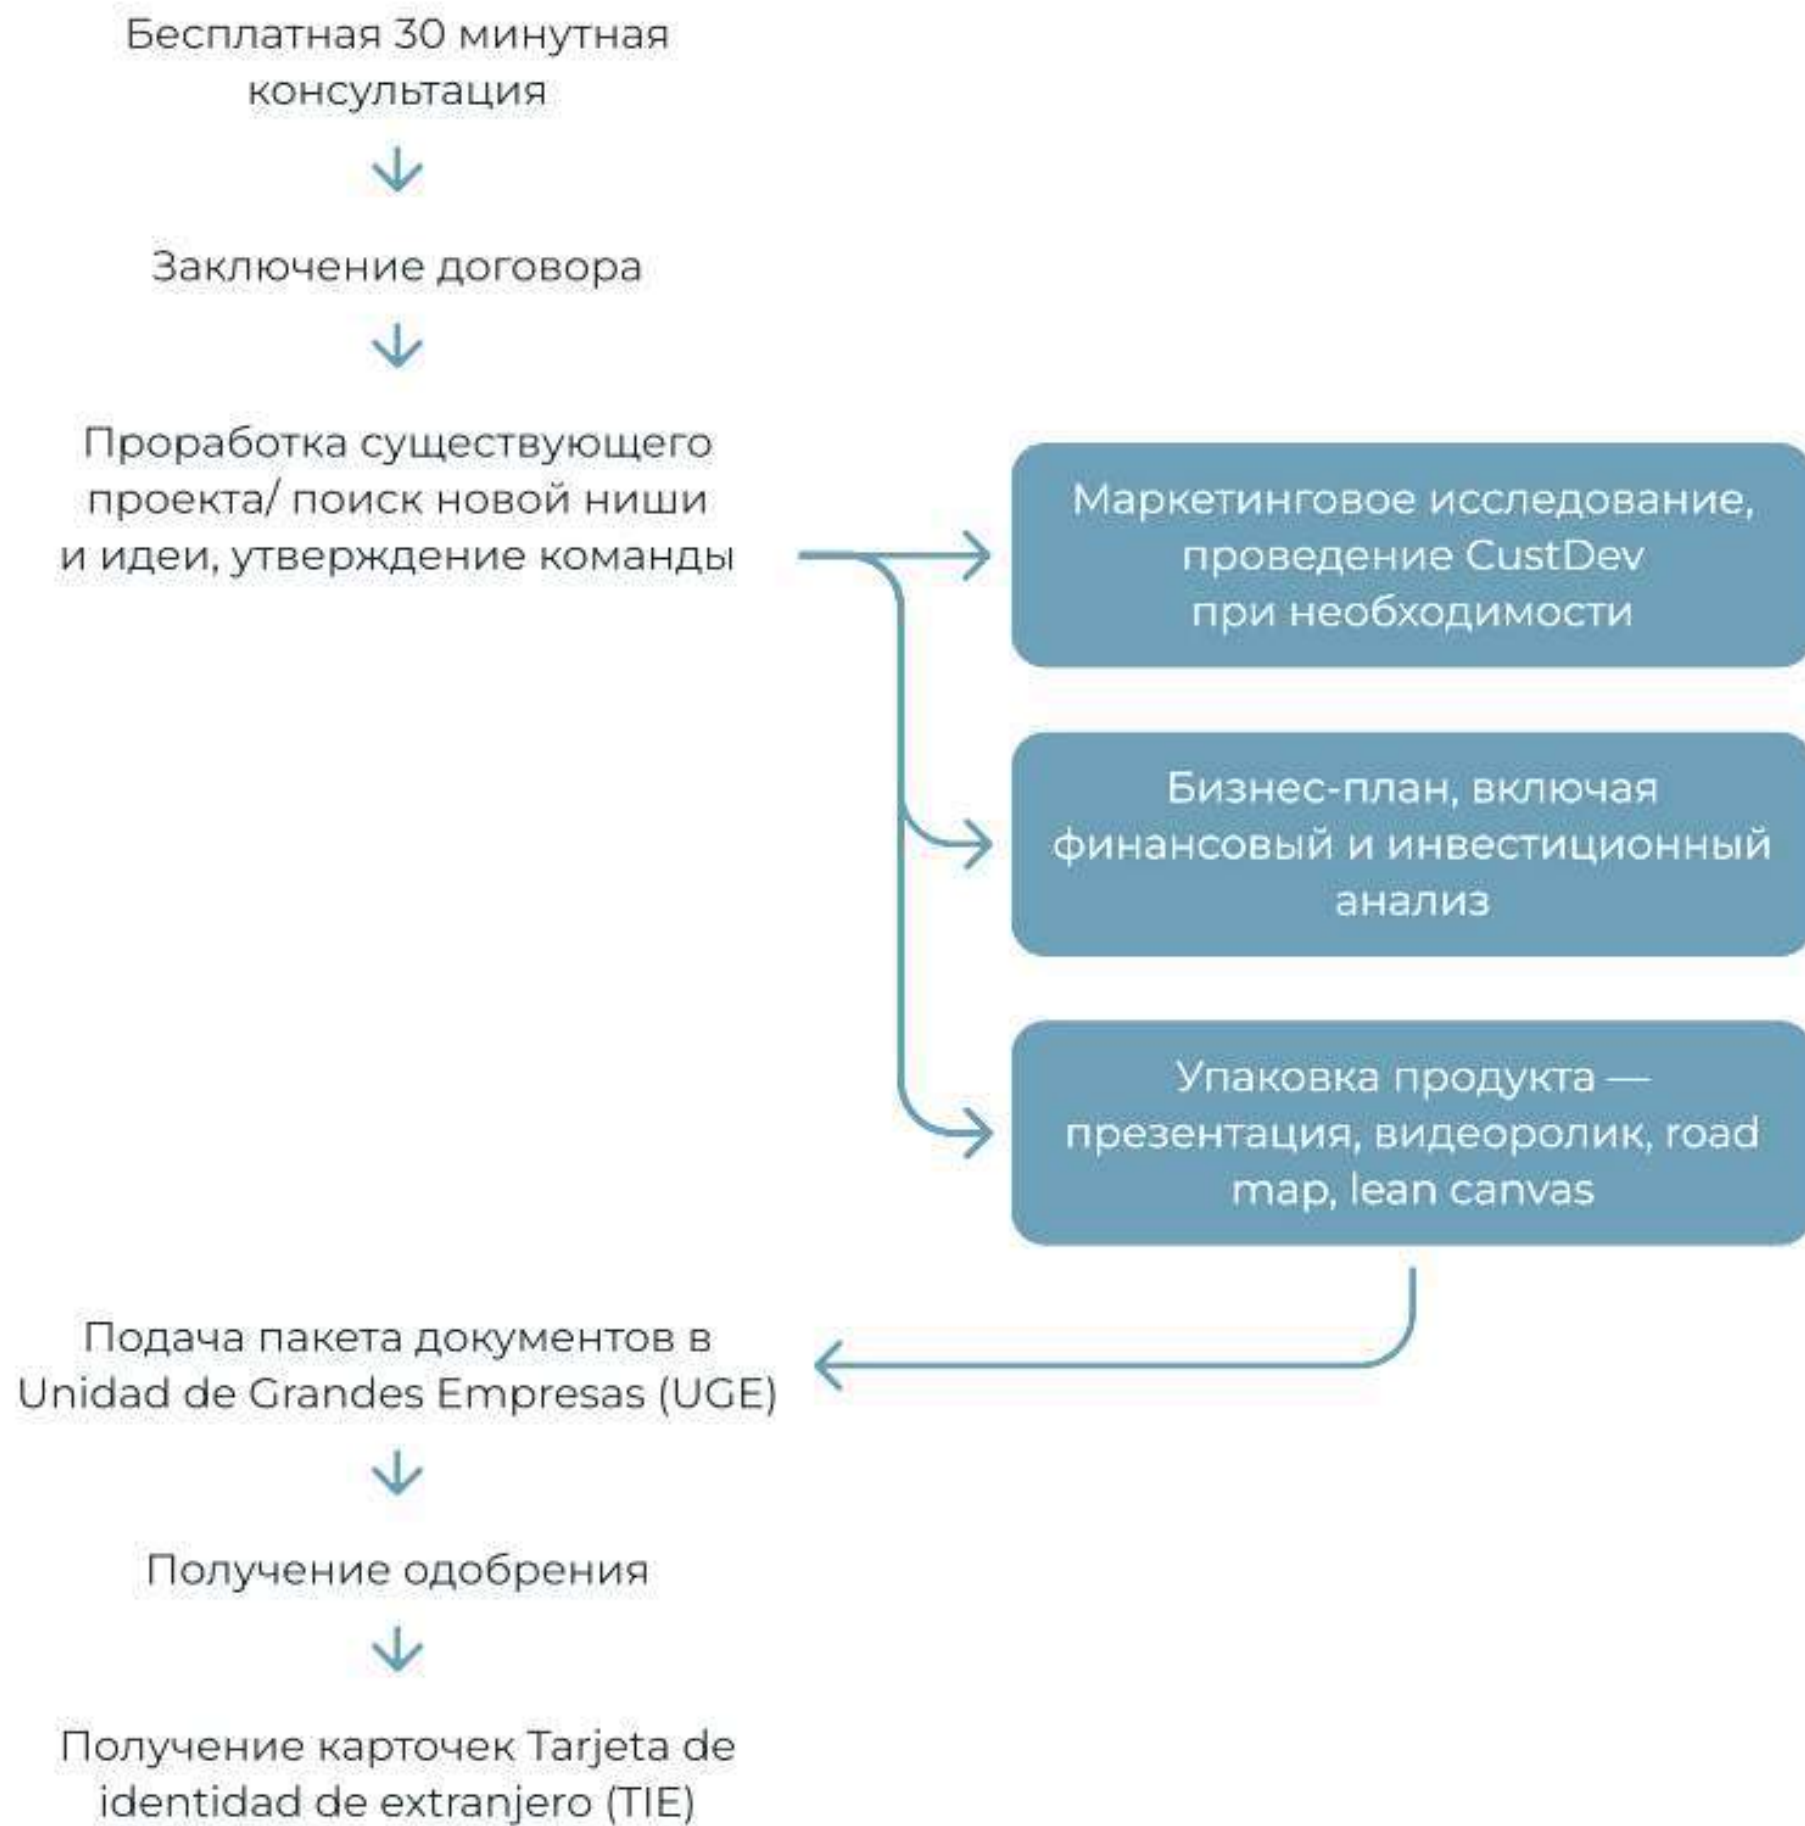 Бесплатная 30 минутная
консультация
Заключение договора
Проработка существующего
проекта/ поиск новой ниши
и идеи, утверждение команды
Маркетинговое исследование,
проведение CustDev
при необходимости
Бизнес-план, включая
финансовый и инвестиционный
анализ
Упаковка продукта —
презентация, видеоролик, road
map, lean canvas
Подача пакета документов в
Unidad de Grandes Empresas (UGE)
Получение одобрения
Получение карточек Tarjeta de
identidad de extranjero (TIE)